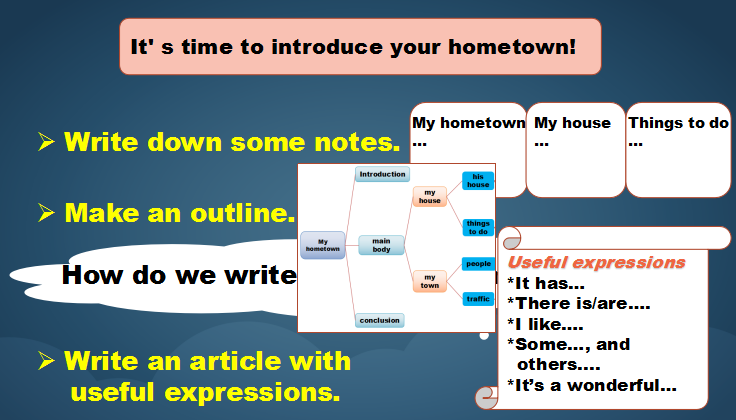 It' s time to introduce your hometown!
My hometown
...
My house
...
Things to do
...
➢ Write down some notes.
➢ Make an outline.
Introduction
my
house
his
house
things
to do
My
hometown
main
body
my
town
people
traffic
conclusion
How do we write
Useful expressions
*It has...
*There is/are....
*I like....
*Some..., and
others....
*It's a wonderful...
➢ Write an article with
useful expressions.